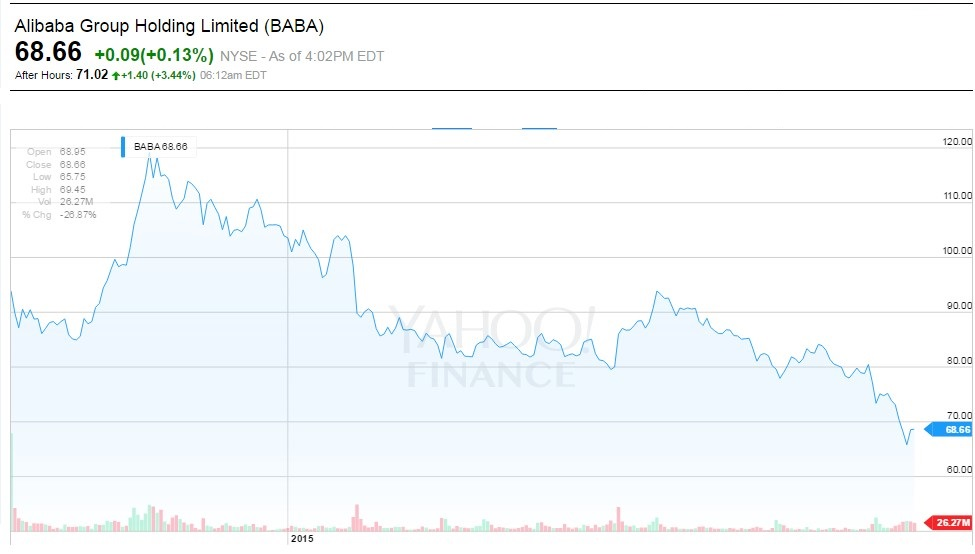 Alibaba Group Holding Limited (BABA)
68.66 +0.09(+0.13%) NYSE - As of 4:02PM EDT
After Hours: 71.02 +1.40 (+3.44%) 06:12am EDT
BABA 68.66
Open 68.95
Close 68.66
Low 65.75
High 69.45
Vol 26.27M
% Chg -26.87%
120.00
110.00
100.00
90.00
80.00
70.00
68.66
60.00
26.27M
YAHOO!
FINANCE
2015